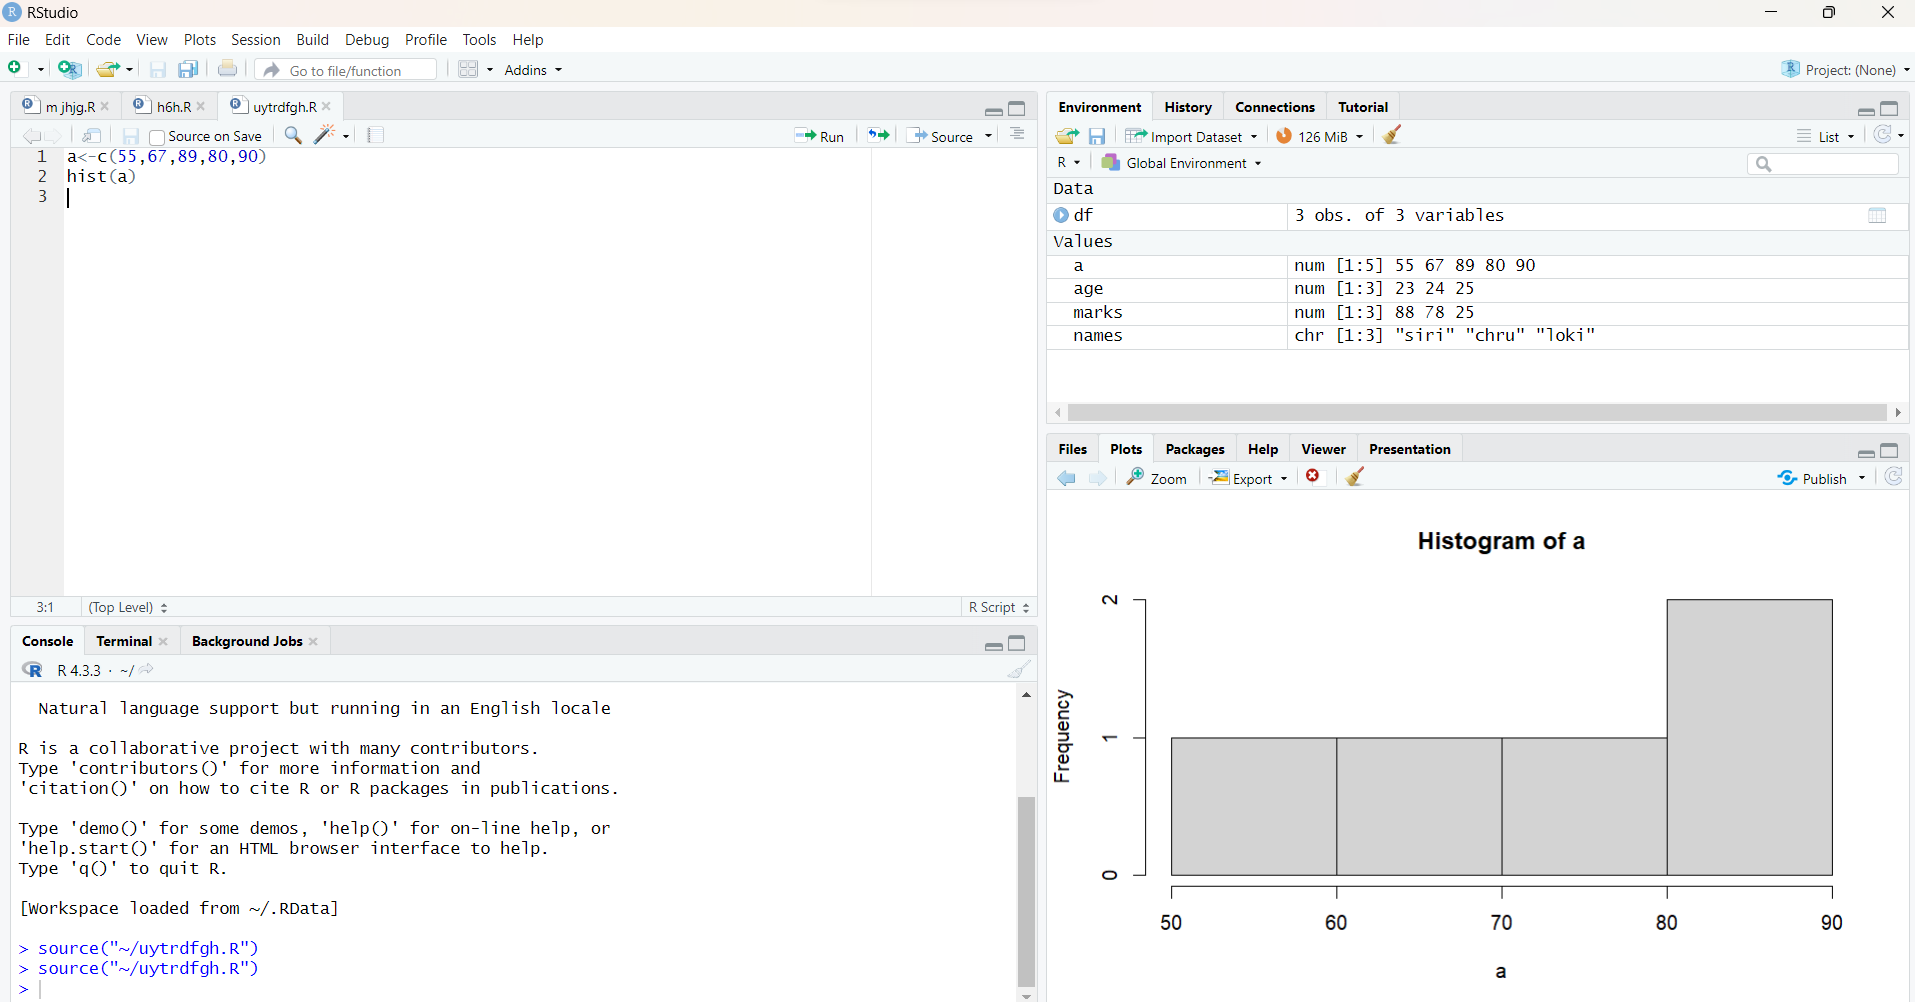 RStudio
File Edit Code View Plots Session Build Debug Profile Tools Help
Go to file/function Addins Project: (None)
m jhjg.R h6h.R uytrdfgh.R
Source on Save Run Source
1 a<-c(55,67,89,80,90)
2 hist(a)
3
3:1 (Top Level) R Script
Console Terminal Background Jobs
R 4.3.3 · ~/
Natural language support but running in an English locale
R is a collaborative project with many contributors.
Type 'contributors()' for more information and
'citation()' on how to cite R or R packages in publications.
Type 'demo()' for some demos, 'help()' for on-line help, or
'help.start()' for an HTML browser interface to help.
Type 'q()' to quit R.
[Workspace loaded from ~/.RData]
> source("~/uytrdfgh.R")
> source("~/uytrdfgh.R")
>
Environment History Connections Tutorial
Import Dataset 126 MiB List
R Global Environment
Data
df 3 obs. of 3 variables
Values
a num [1:5] 55 67 89 80 90
age num [1:3] 23 24 25
marks num [1:3] 88 78 25
names chr [1:3] "siri" "chru" "loki"
Files Plots Packages Help Viewer Presentation
Zoom Export Publish
Histogram of a
Frequency
2
1
0
50 60 70 80 90
a